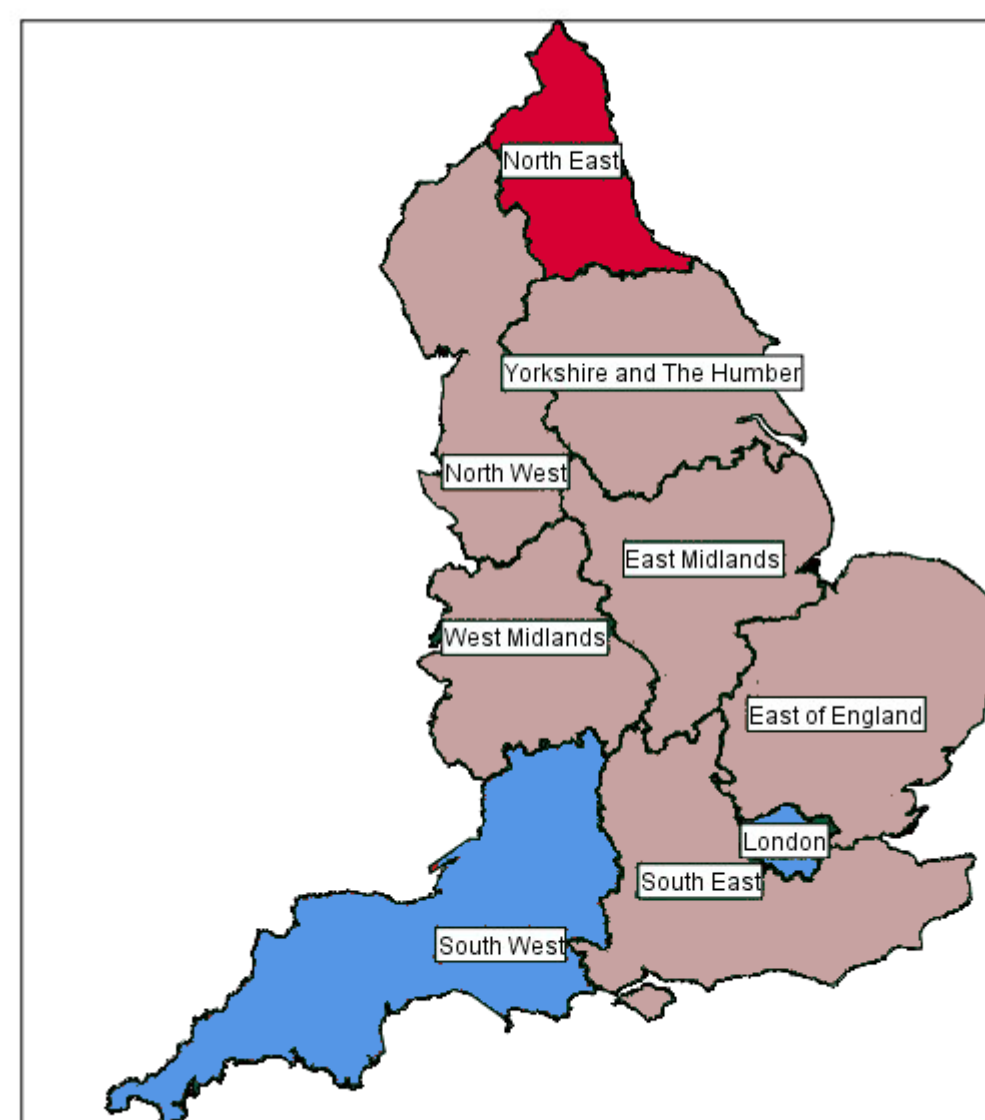 North East
Yorkshire and The Humber
North West
East Midlands
West Midlands
East of England
London
South East
South West